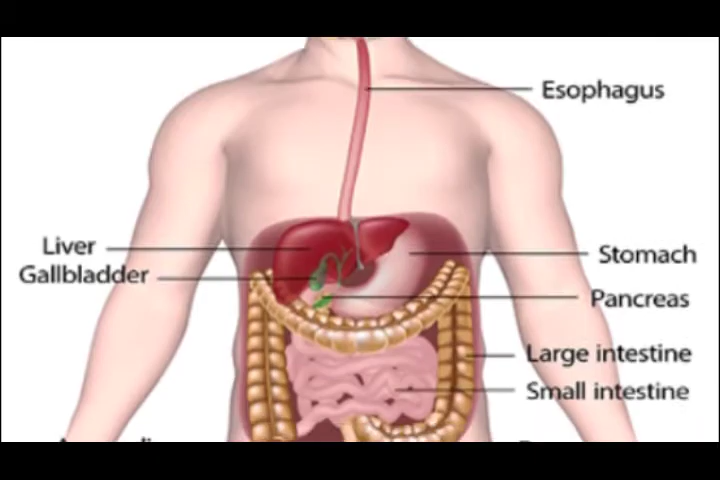 Esophagus
Liver
Stomach
Gallbladder
Pancreas
Large intestine
Small intestine